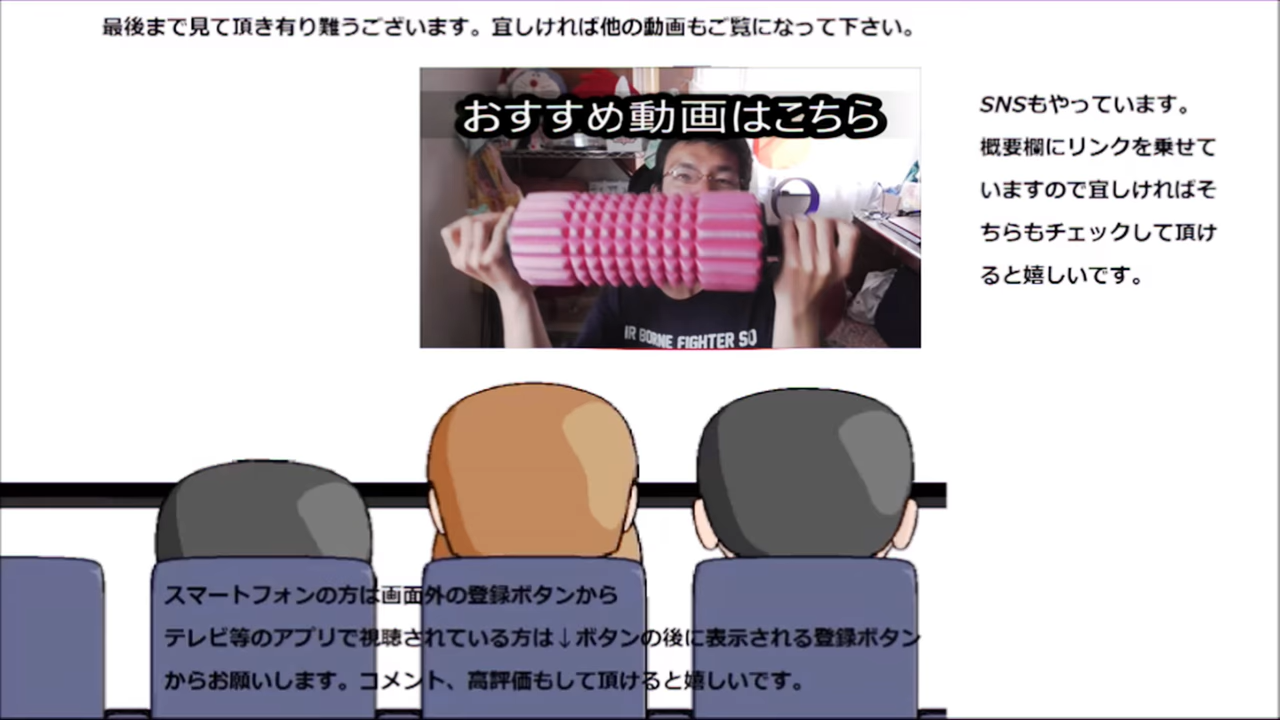 最後まで見て頂き有り難うございます。宜しければ他の動画もご覧になって下さい。
おすすめ動画はこちら
SNSもやっています。
概要欄にリンクを乗せて
いますので宜しければそ
ちらもチェックして頂け
ると嬉しいです。
IR BORNE FIGHTER SQ
スマートフォンの方は画面外の登録ボタンから
テレビ等のアプリで視聴されている方は↓ボタンの後に表示される登録ボタン
からお願いします。コメント、高評価もして頂けると嬉しいです。